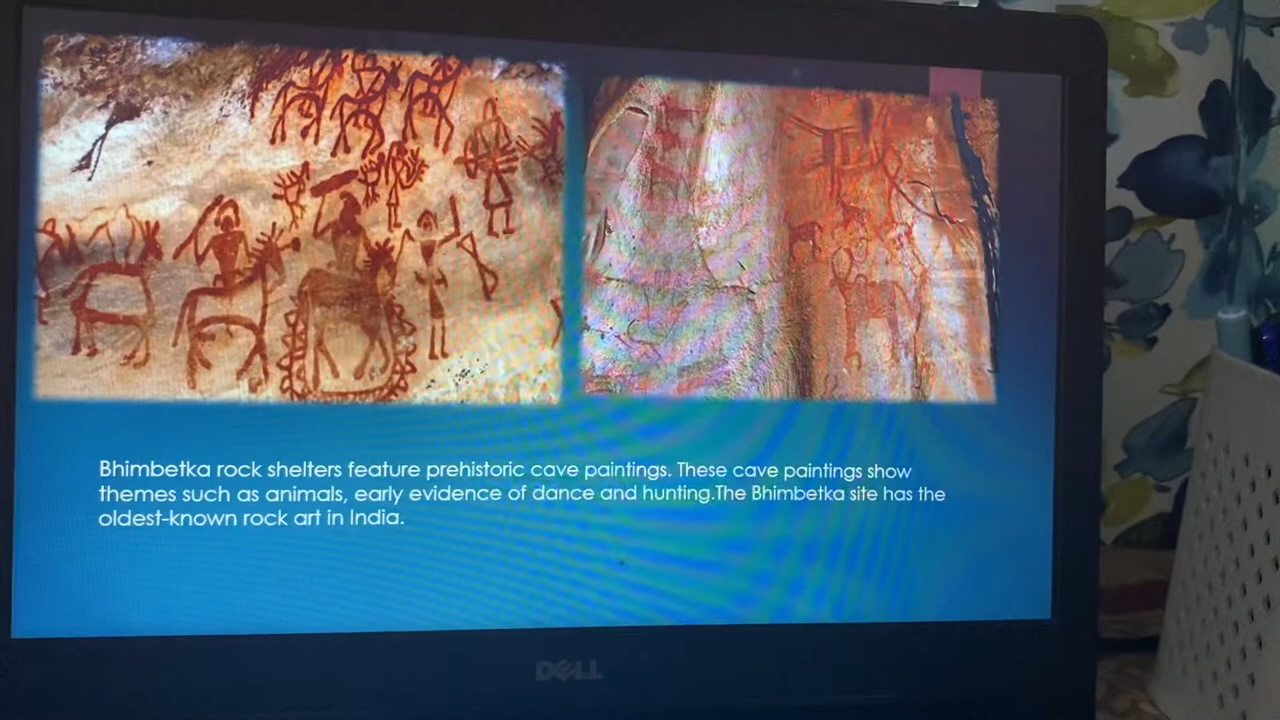 Bhimbetka rock shelters feature prehistoric cave paintings. These cave paintings show
themes such as animals, early evidence of dance and hunting.The Bhimbetka site has the
oldest-known rock art in India.
DELL